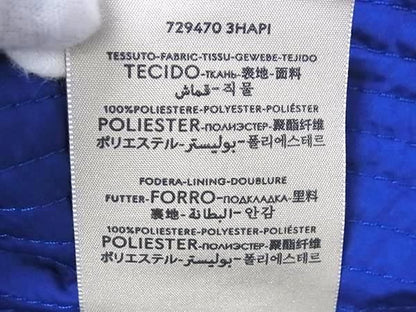 729470 3HAPI
TESSUTO-FABRIC-TISSU-GEWEBE-TEJIDO
TECIDO-ТКАНЬ-表地-面料
قماش-직물
100%POLIESTERE-POLYESTER-POLIÉSTER
POLIESTER-ПОЛИЭСТЕР-聚酯纤维
ポリエステル-بوليستر-폴리에스테르
FODERA-LINING-DOUBLURE
FUTTER-FORRO-ПОДКЛАДКА-里料
裏地-البطانة-안감
100%POLIESTERE-POLYESTER-POLIÉSTER
POLIESTER-ПОЛИЭСТЕР-聚酯纤维
ポリエステル-بوليستر-폴리에스테르